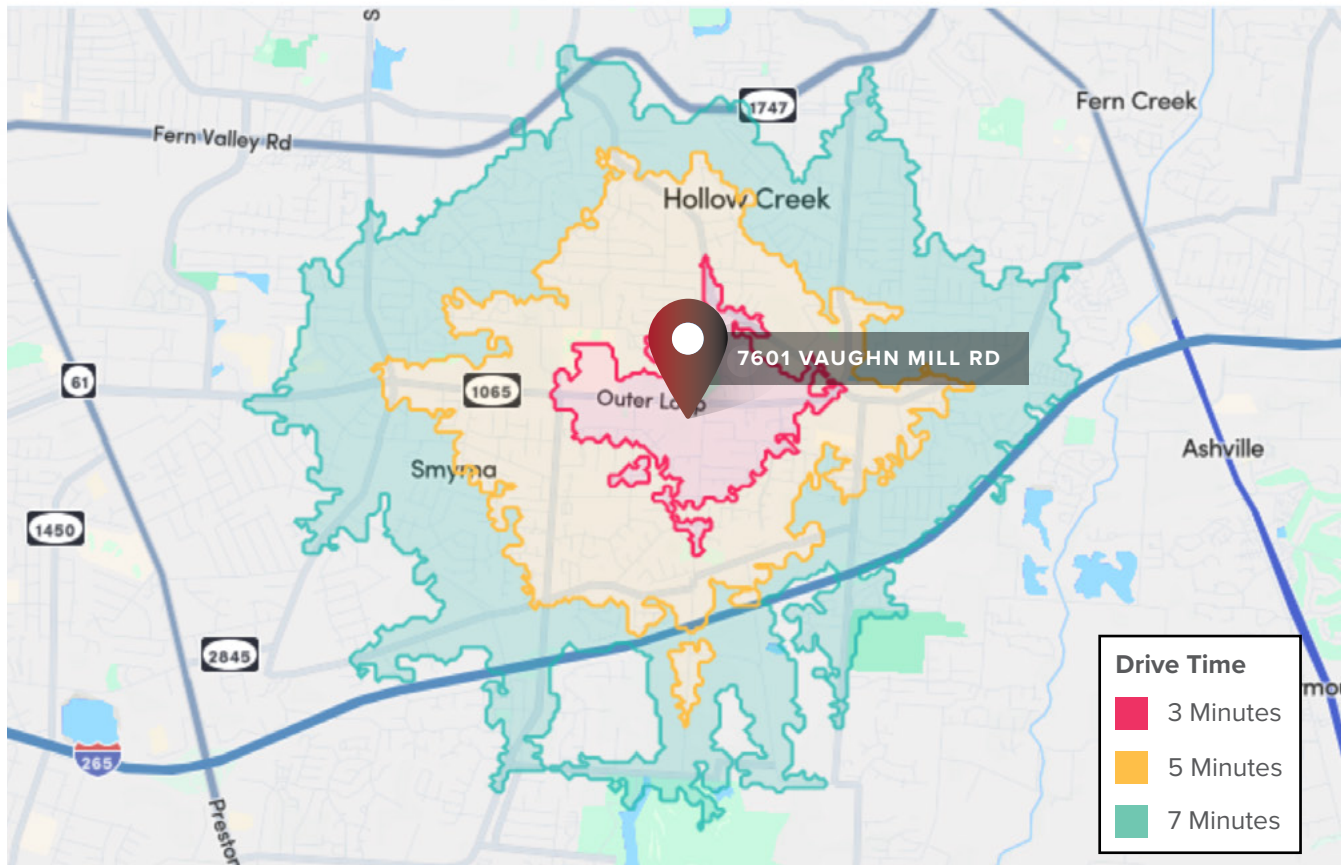 S
1747
Fern Creek
Fern Valley Rd
Hollow Creek
7601 VAUGHN MILL RD
61
1065
Outer Loop
Ashville
Smyrna
1450
2845
Drive Time
3 Minutes
5 Minutes
7 Minutes
265
Preston